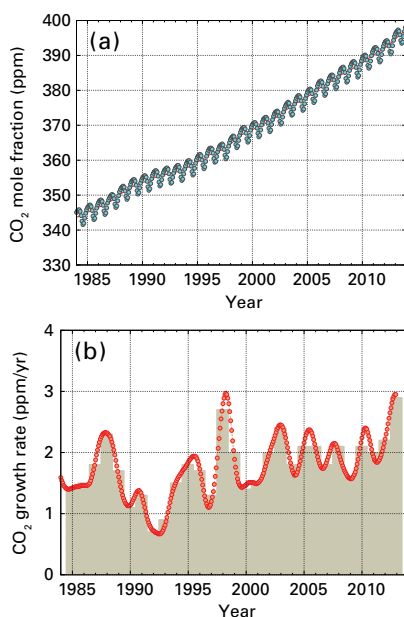 (a)
CO₂ mole fraction (ppm)
400
390
380
370
360
350
340
330
1985 1990 1995 2000 2005 2010
Year
(b)
CO₂ growth rate (ppm/yr)
4
3
2
1
0
1985 1990 1995 2000 2005 2010
Year